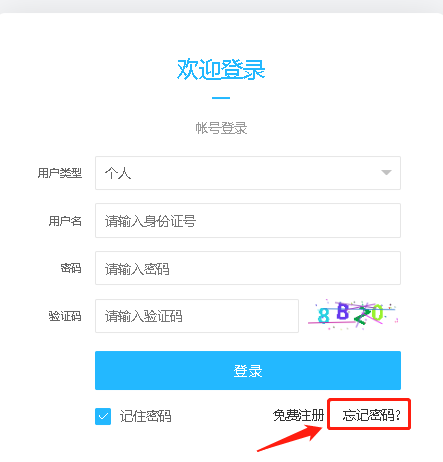 欢迎登录
帐号登录
用户类型 个人
用户名 请输入身份证号
密码 请输入密码
验证码 请输入验证码 8B20
登录
记住密码 免费注册 忘记密码?